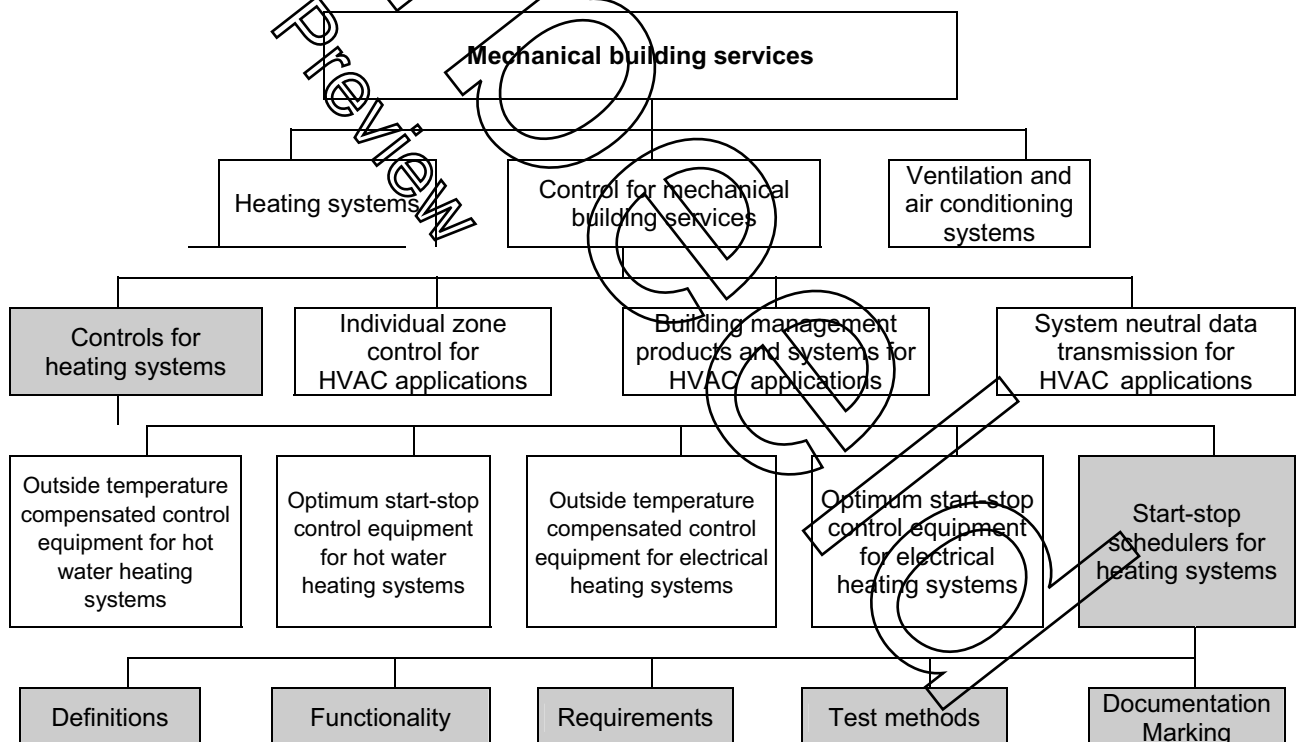 Mechanical building services
Heating systems
Control for mechanical
building services
Ventilation and
air conditioning
systems
Controls for
heating systems
Individual zone
control for
HVAC applications
Building management
products and systems for
HVAC applications
System neutral data
transmission for
HVAC applications
Outside temperature
compensated control
equipment for hot
water heating
systems
Optimum start-stop
control equipment
for hot water
heating systems
Outside temperature
compensated control
equipment for electrical
heating systems
Optimum start-stop
control equipment
for electrical
heating systems
Start-stop
schedulers for
heating systems
Definitions
Functionality
Requirements
Test methods
Documentation
Marking
Preview